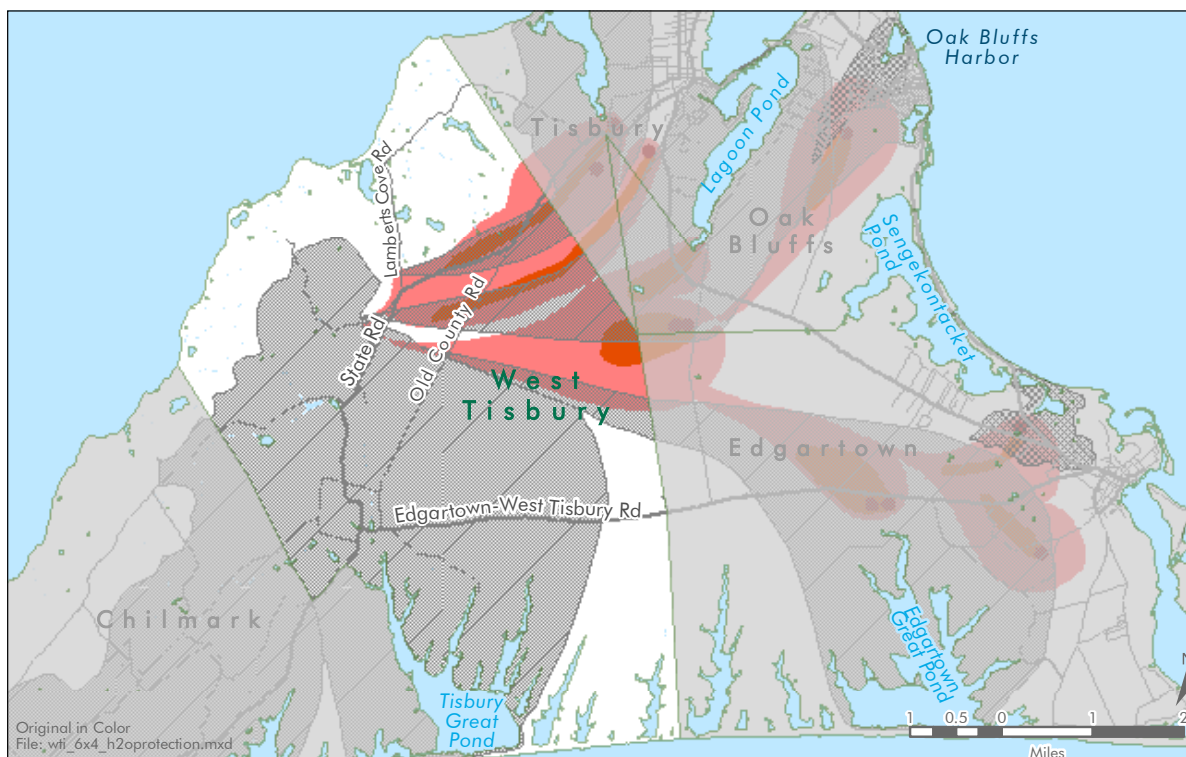 Oak Bluffs
Harbor
Tisbury
Lagoon Pond
Lamberts Cove Rd
Oak
Bluffs
Sengekontacket
Pond
Old County Rd
State Rd
West
Tisbury
Edgartown
Edgartown-West Tisbury Rd
Chilmark
Edgartown
Great Pond
Tisbury
Great
Pond
N
Original in Color
File: wti_6x4_h2oprotection.mxd
1 0.5 0 1 2
Miles